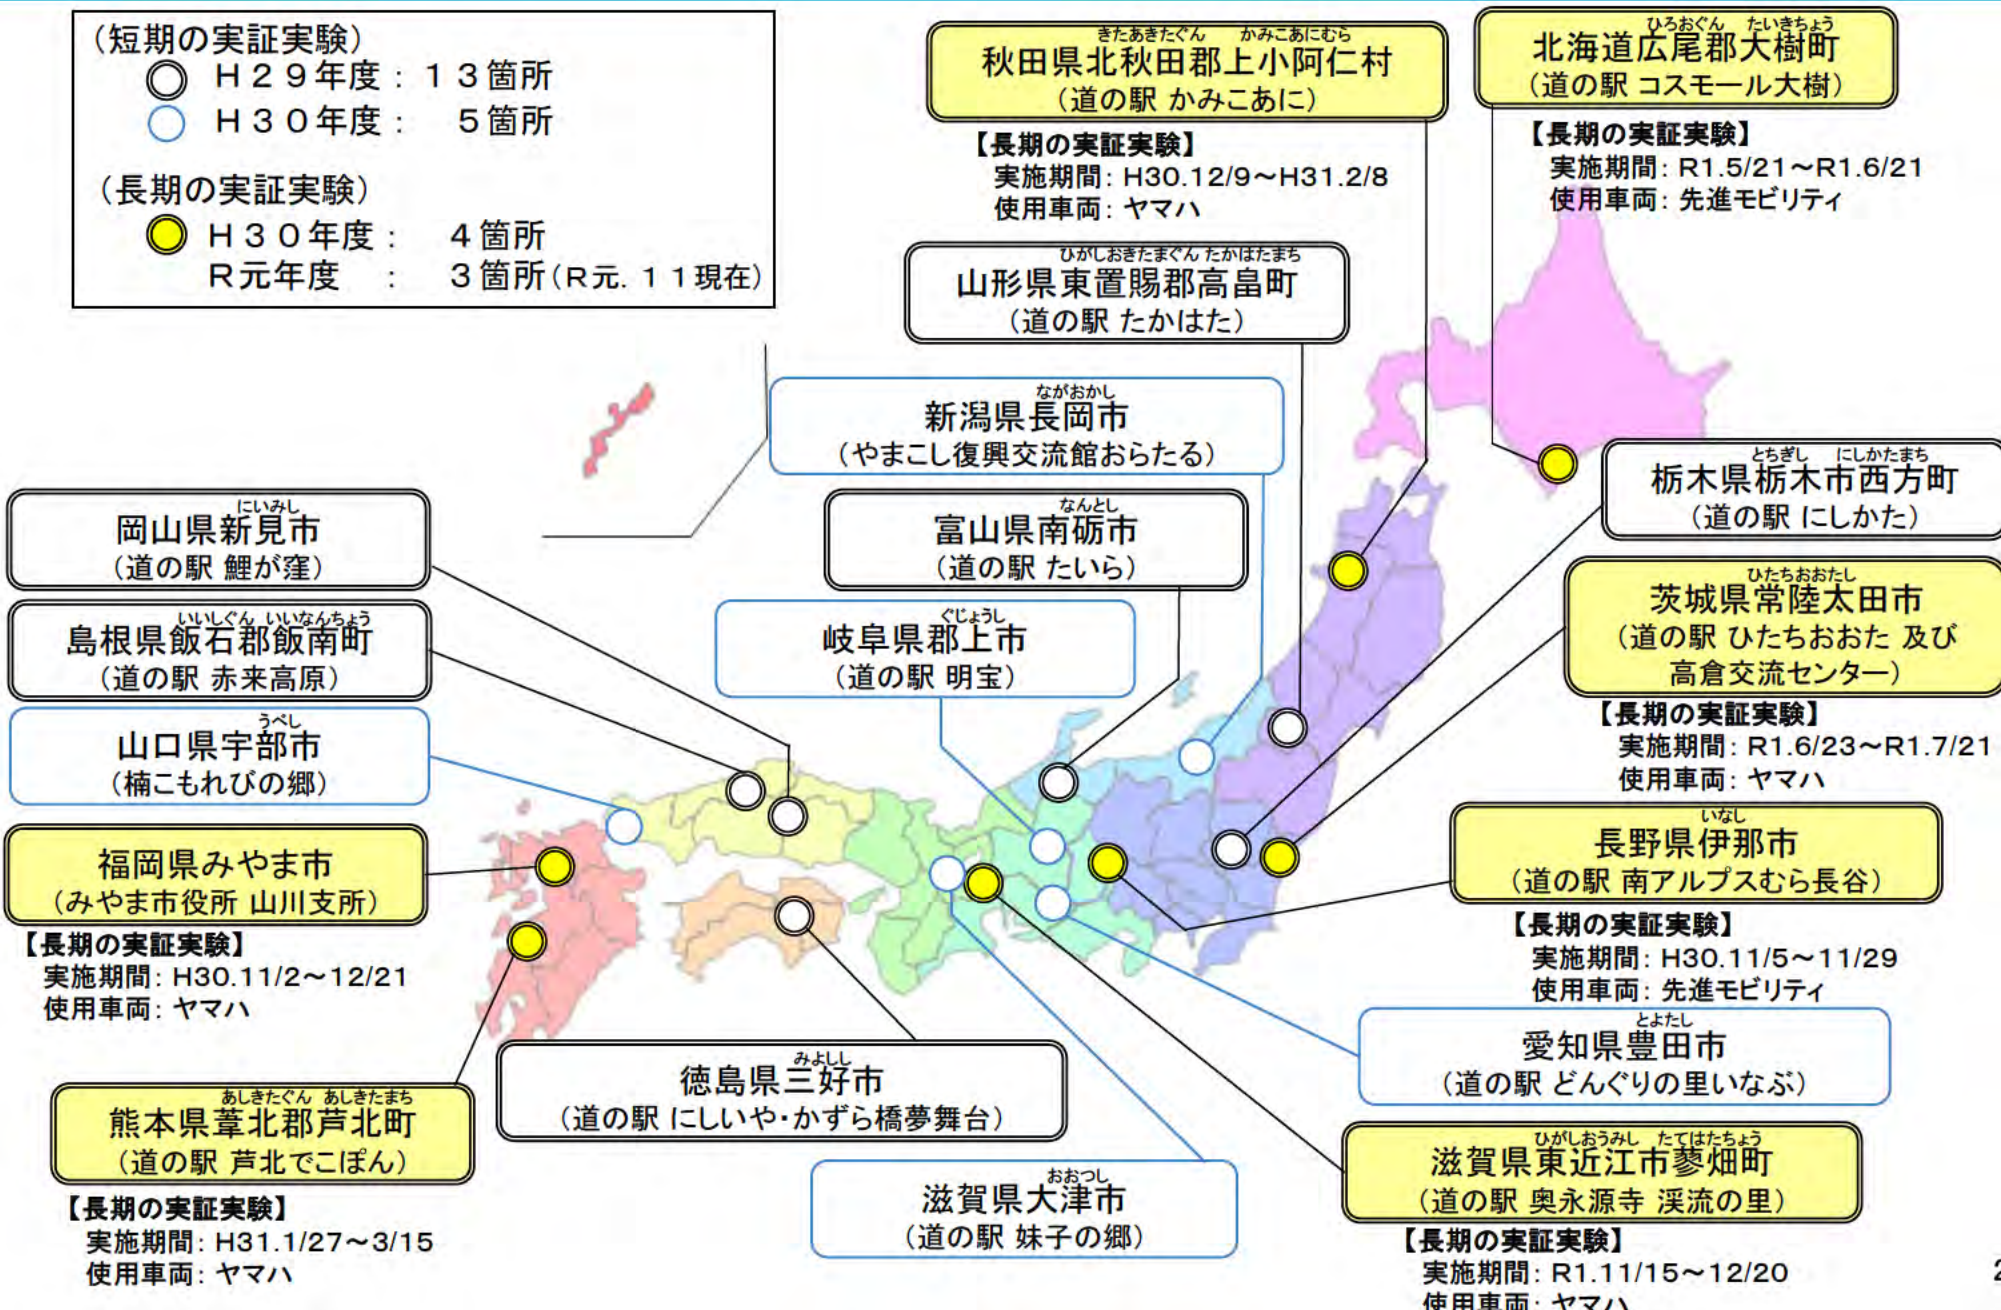 (短期の実証実験)
H29年度: 13箇所
H30年度: 5箇所
(長期の実証実験)
H30年度: 4箇所
R元年度 : 3箇所(R元.11現在)
きたあきたぐん かみこあにむら
秋田県北秋田郡上小阿仁村
(道の駅 かみこあに)
【長期の実証実験】
実施期間: H30.12/9~H31.2/8
使用車両: ヤマハ
ひろおぐん たいきちょう
北海道広尾郡大樹町
(道の駅 コスモール大樹)
【長期の実証実験】
実施期間: R1.5/21~R1.6/21
使用車両: 先進モビリティ
ひがしおきたまぐん たかはたまち
山形県東置賜郡高畠町
(道の駅 たかはた)
ながおかし
新潟県長岡市
(やまこし復興交流館おらたる)
とちぎし にしかたまち
栃木県栃木市西方町
(道の駅 にしかた)
にいみし
岡山県新見市
(道の駅 鯉が窪)
なんとし
富山県南砺市
(道の駅 たいら)
ひたちおおたし
茨城県常陸太田市
(道の駅 ひたちおおた 及び
高倉交流センター)
【長期の実証実験】
実施期間: R1.6/23~R1.7/21
使用車両: ヤマハ
いいしぐん いいなんちょう
島根県飯石郡飯南町
(道の駅 赤来高原)
ぐじょうし
岐阜県郡上市
(道の駅 明宝)
うべし
山口県宇部市
(楠こもれびの郷)
いなし
長野県伊那市
(道の駅 南アルプスむら長谷)
【長期の実証実験】
実施期間: H30.11/5~11/29
使用車両: 先進モビリティ
福岡県みやま市
(みやま市役所 山川支所)
【長期の実証実験】
実施期間: H30.11/2~12/21
使用車両: ヤマハ
とよたし
愛知県豊田市
(道の駅 どんぐりの里いなぶ)
みよしし
徳島県三好市
(道の駅 にしいや・かずら橋夢舞台)
あしきたぐん あしきたまち
熊本県葦北郡芦北町
(道の駅 芦北でこぽん)
【長期の実証実験】
実施期間: H31.1/27~3/15
使用車両: ヤマハ
おおつし
滋賀県大津市
(道の駅 妹子の郷)
ひがしおうみし たてはたちょう
滋賀県東近江市蓼畑町
(道の駅 奥永源寺 渓流の里)
【長期の実証実験】
実施期間: R1.11/15~12/20
使用車両: ヤマハ
2